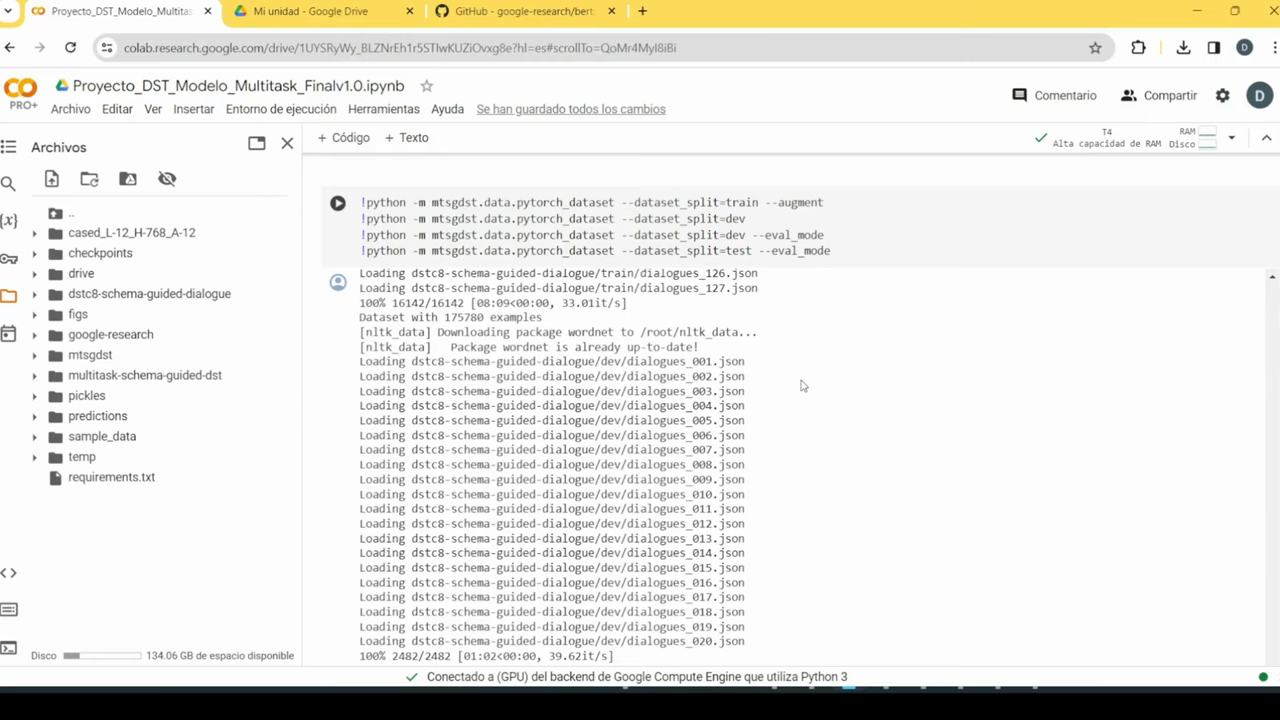 Proyecto_DST_Modelo_Multitas
Mi unidad - Google Drive
GitHub - google-research/bert
colab.research.google.com/drive/1UYSRyWy_BLZNrEh1r5STlwKUZiOvxg8e?hl=es#scrollTo=QoMr4MyI8iBi
D
CO
PRO+
Proyecto_DST_Modelo_Multitask_Finalv1.0.ipynb
Archivo Editar Ver Insertar Entorno de ejecución Herramientas Ayuda Se han guardado todos los cambios
Comentario Compartir D
Archivos
+ Código + Texto
T4
Alta capacidad de RAM
RAM
Disco
..
cased_L-12_H-768_A-12
checkpoints
drive
dstc8-schema-guided-dialogue
figs
google-research
mtsgdst
multitask-schema-guided-dst
pickles
predictions
sample_data
temp
requirements.txt
Disco 134.06 GB de espacio disponible
!python -m mtsgdst.data.pytorch_dataset --dataset_split=train --augment
!python -m mtsgdst.data.pytorch_dataset --dataset_split=dev
!python -m mtsgdst.data.pytorch_dataset --dataset_split=dev --eval_mode
!python -m mtsgdst.data.pytorch_dataset --dataset_split=test --eval_mode
Loading dstc8-schema-guided-dialogue/train/dialogues_126.json
Loading dstc8-schema-guided-dialogue/train/dialogues_127.json
100% 16142/16142 [08:09<00:00, 33.01it/s]
Dataset with 175780 examples
[nltk_data] Downloading package wordnet to /root/nltk_data...
[nltk_data]   Package wordnet is already up-to-date!
Loading dstc8-schema-guided-dialogue/dev/dialogues_001.json
Loading dstc8-schema-guided-dialogue/dev/dialogues_002.json
Loading dstc8-schema-guided-dialogue/dev/dialogues_003.json
Loading dstc8-schema-guided-dialogue/dev/dialogues_004.json
Loading dstc8-schema-guided-dialogue/dev/dialogues_005.json
Loading dstc8-schema-guided-dialogue/dev/dialogues_006.json
Loading dstc8-schema-guided-dialogue/dev/dialogues_007.json
Loading dstc8-schema-guided-dialogue/dev/dialogues_008.json
Loading dstc8-schema-guided-dialogue/dev/dialogues_009.json
Loading dstc8-schema-guided-dialogue/dev/dialogues_010.json
Loading dstc8-schema-guided-dialogue/dev/dialogues_011.json
Loading dstc8-schema-guided-dialogue/dev/dialogues_012.json
Loading dstc8-schema-guided-dialogue/dev/dialogues_013.json
Loading dstc8-schema-guided-dialogue/dev/dialogues_014.json
Loading dstc8-schema-guided-dialogue/dev/dialogues_015.json
Loading dstc8-schema-guided-dialogue/dev/dialogues_016.json
Loading dstc8-schema-guided-dialogue/dev/dialogues_017.json
Loading dstc8-schema-guided-dialogue/dev/dialogues_018.json
Loading dstc8-schema-guided-dialogue/dev/dialogues_019.json
Loading dstc8-schema-guided-dialogue/dev/dialogues_020.json
100% 2482/2482 [01:02<00:00, 39.62it/s]
Conectado a (GPU) del backend de Google Compute Engine que utiliza Python 3